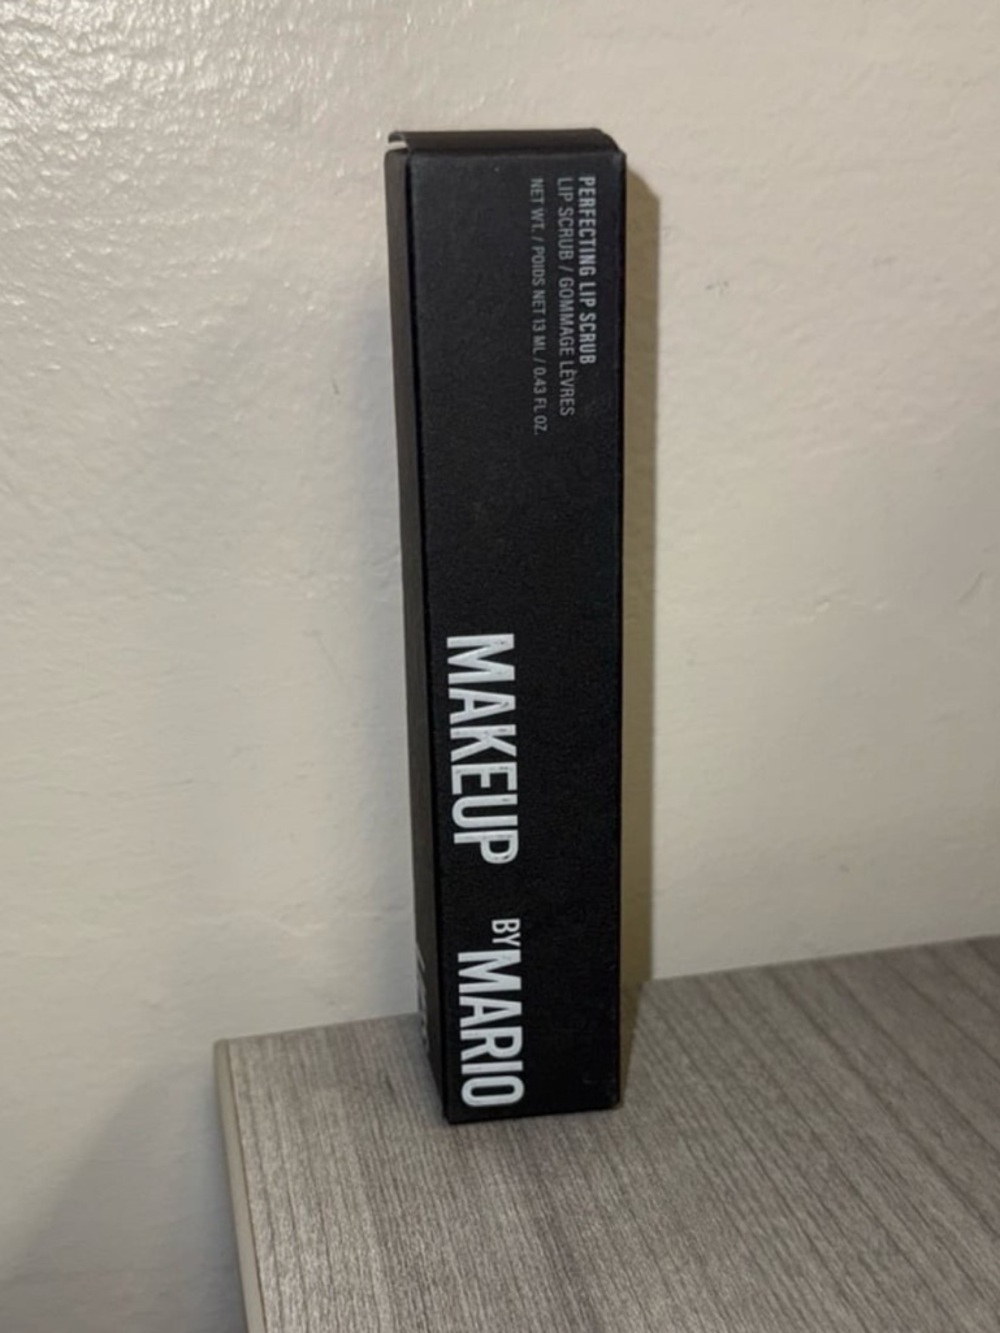 PERFECTING LIP SCRUB
LIP SCRUB / GOMMAGE LÈVRES
NET WT. / POIDS NET 13 ML / 0.43 FL OZ.
MAKEUP
BY MARIO